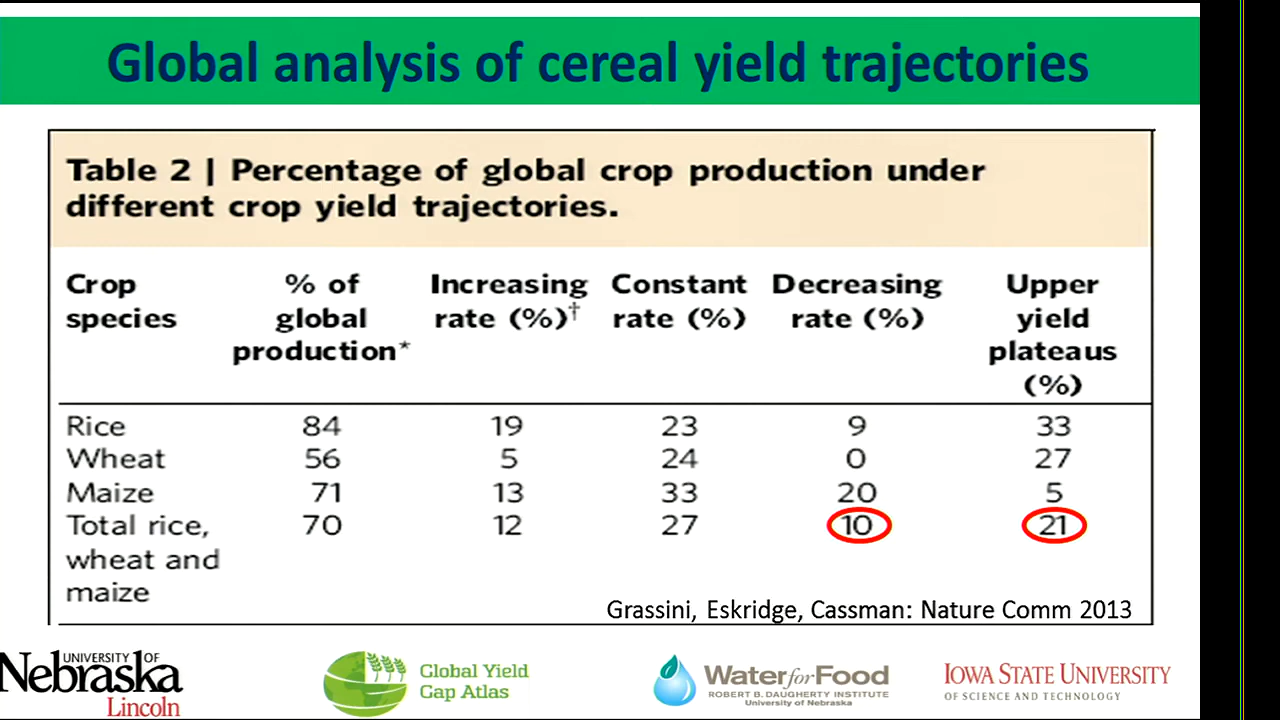 Global analysis of cereal yield trajectories
Table 2 | Percentage of global crop production under
different crop yield trajectories.
Crop species % of global production* Increasing rate (%)† Constant rate (%) Decreasing rate (%) Upper yield plateaus (%)
Rice 84 19 23 9 33
Wheat 56 5 24 0 27
Maize 71 13 33 20 5
Total rice, 70 12 27 10 21
wheat and
maize
Grassini, Eskridge, Cassman: Nature Comm 2013
UNIVERSITY OF
Nebraska
Lincoln
Global Yield
Gap Atlas
Water for Food
ROBERT B. DAUGHERTY INSTITUTE
University of Nebraska
IOWA STATE UNIVERSITY
OF SCIENCE AND TECHNOLOGY